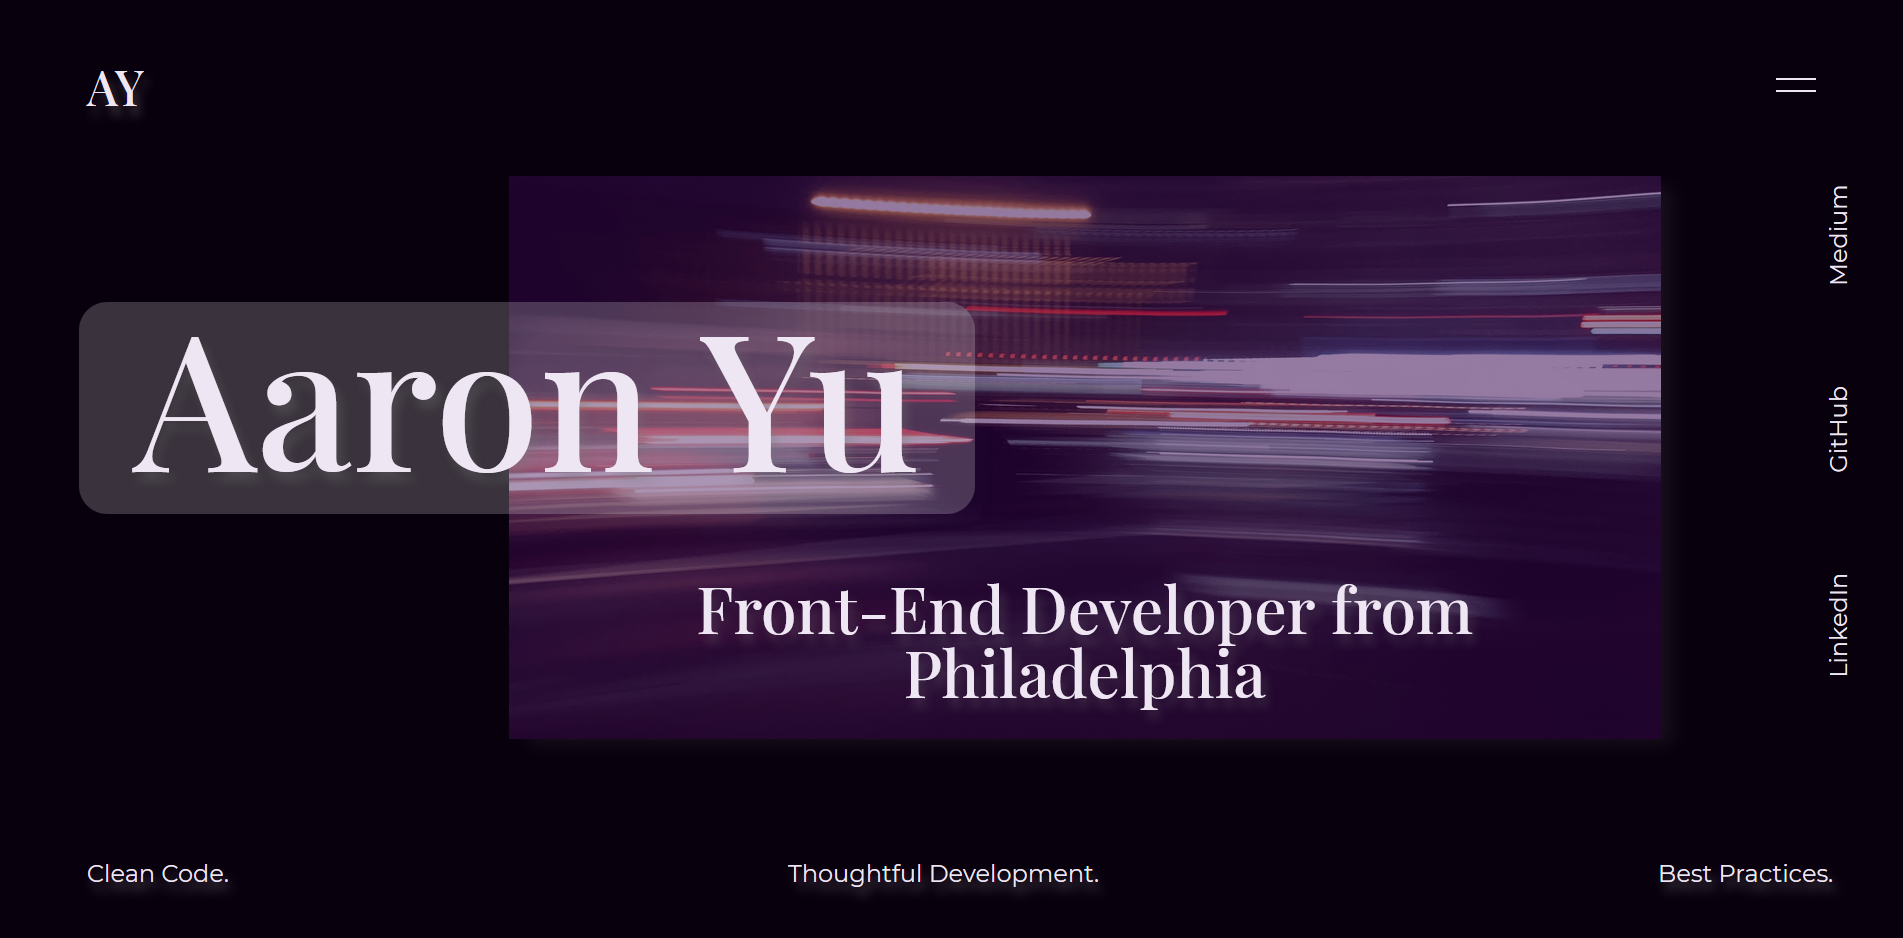 AY
Medium
Aaron Yu
GitHub
Front-End Developer from
Philadelphia
LinkedIn
Clean Code.
Thoughtful Development.
Best Practices.